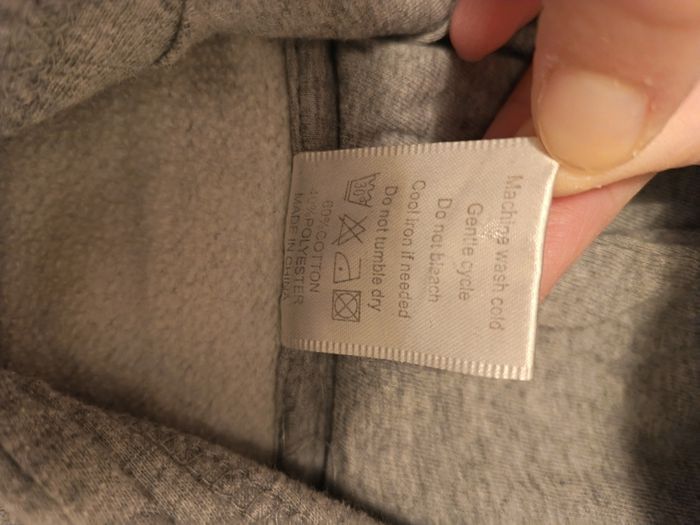 Machine wash cold
Gentle cycle
Do not bleach
Cool iron if needed
Do not tumble dry
30°
60% COTTON
40% POLYESTER
MADE IN CHINA